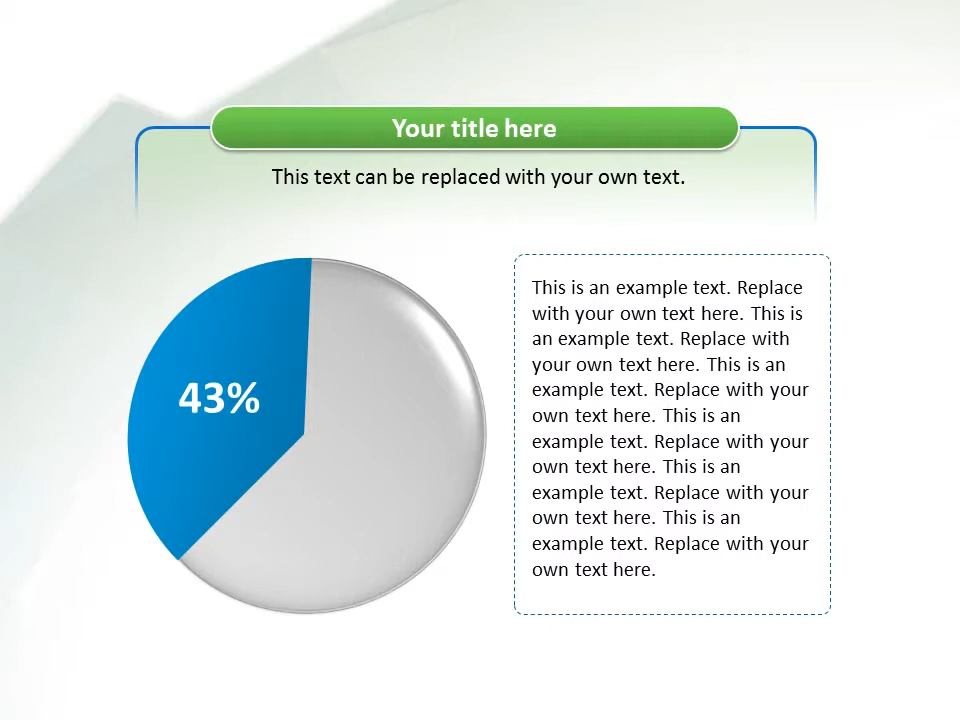 Your title here
This text can be replaced with your own text.
43%
This is an example text. Replace
with your own text here. This is
an example text. Replace with
your own text here. This is an
example text. Replace with your
own text here. This is an
example text. Replace with your
own text here. This is an
example text. Replace with your
own text here. This is an
example text. Replace with your
own text here.